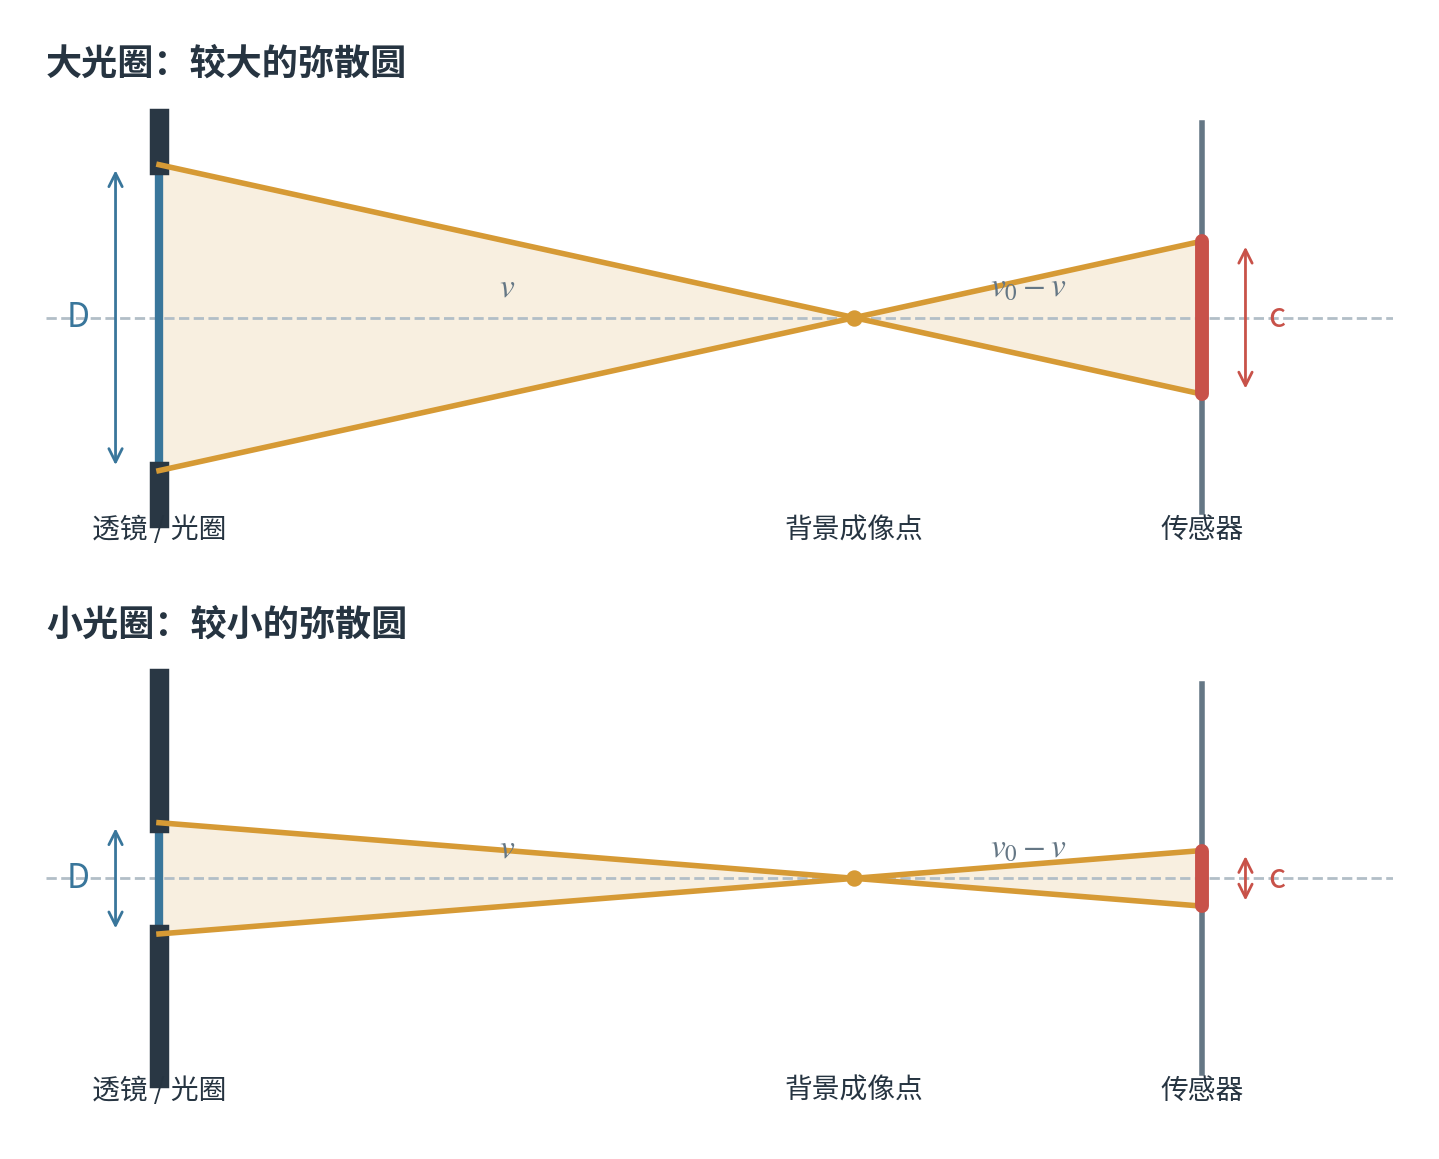 大光圈：较大的弥散圆
v
v₀ − v
D
c
透镜 / 光圈
背景成像点
传感器
小光圈：较小的弥散圆
v
v₀ − v
D
c
透镜 / 光圈
背景成像点
传感器